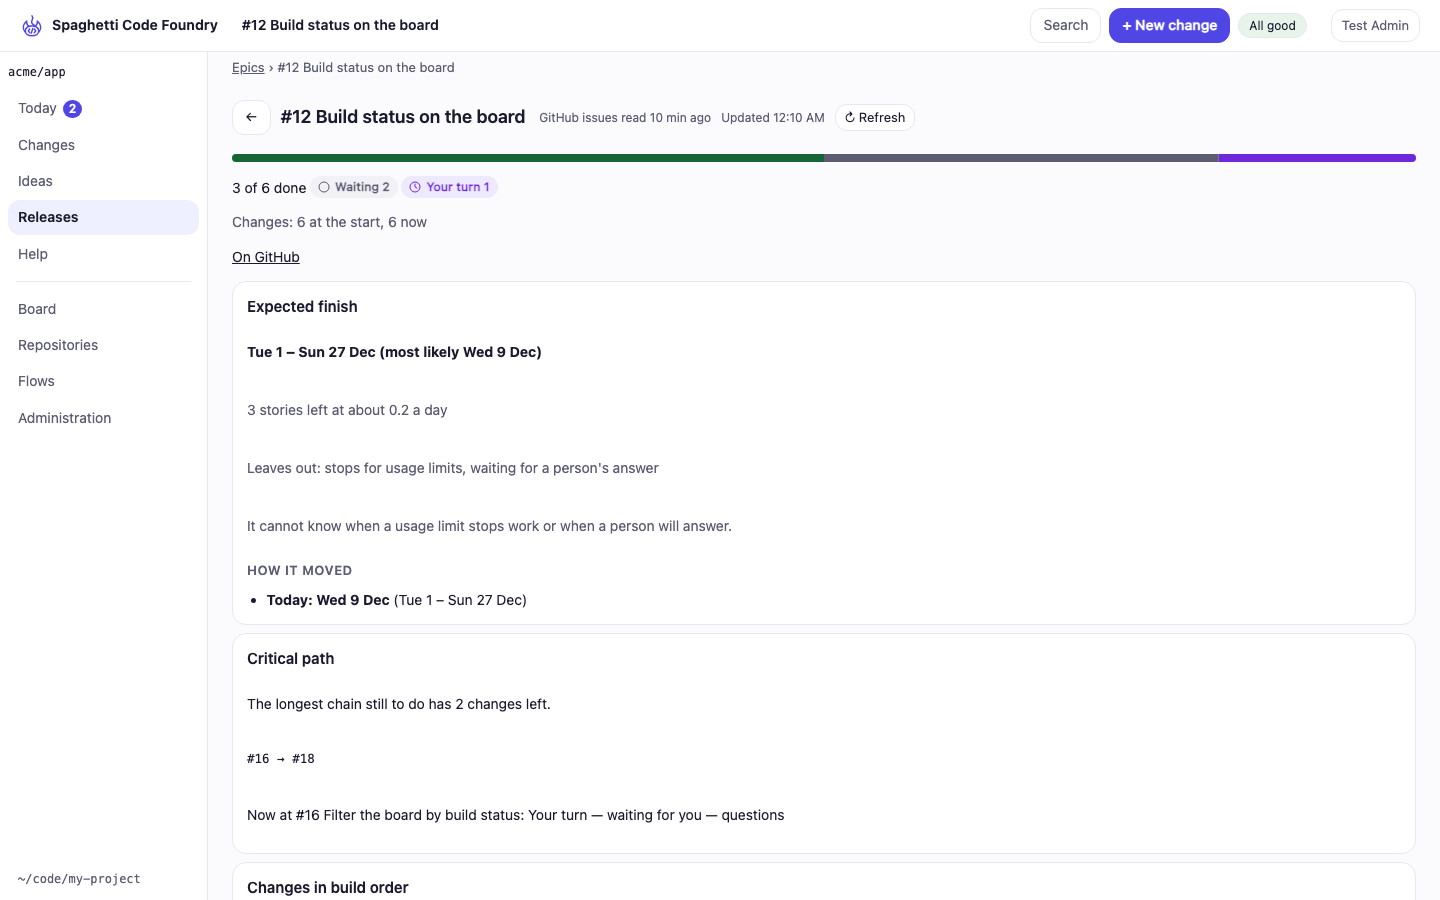 Spaghetti Code Foundry
#12 Build status on the board
Search
+ New change
All good
Test Admin
acme/app
Today 2
Changes
Ideas
Releases
Help
Board
Repositories
Flows
Administration
~/code/my-project
Epics › #12 Build status on the board
← #12 Build status on the board GitHub issues read 10 min ago Updated 12:10 AM ↻ Refresh
3 of 6 done Waiting 2 Your turn 1
Changes: 6 at the start, 6 now
On GitHub
Expected finish
Tue 1 – Sun 27 Dec (most likely Wed 9 Dec)
3 stories left at about 0.2 a day
Leaves out: stops for usage limits, waiting for a person's answer
It cannot know when a usage limit stops work or when a person will answer.
HOW IT MOVED
• Today: Wed 9 Dec (Tue 1 – Sun 27 Dec)
Critical path
The longest chain still to do has 2 changes left.
#16 → #18
Now at #16 Filter the board by build status: Your turn — waiting for you — questions
Changes in build order